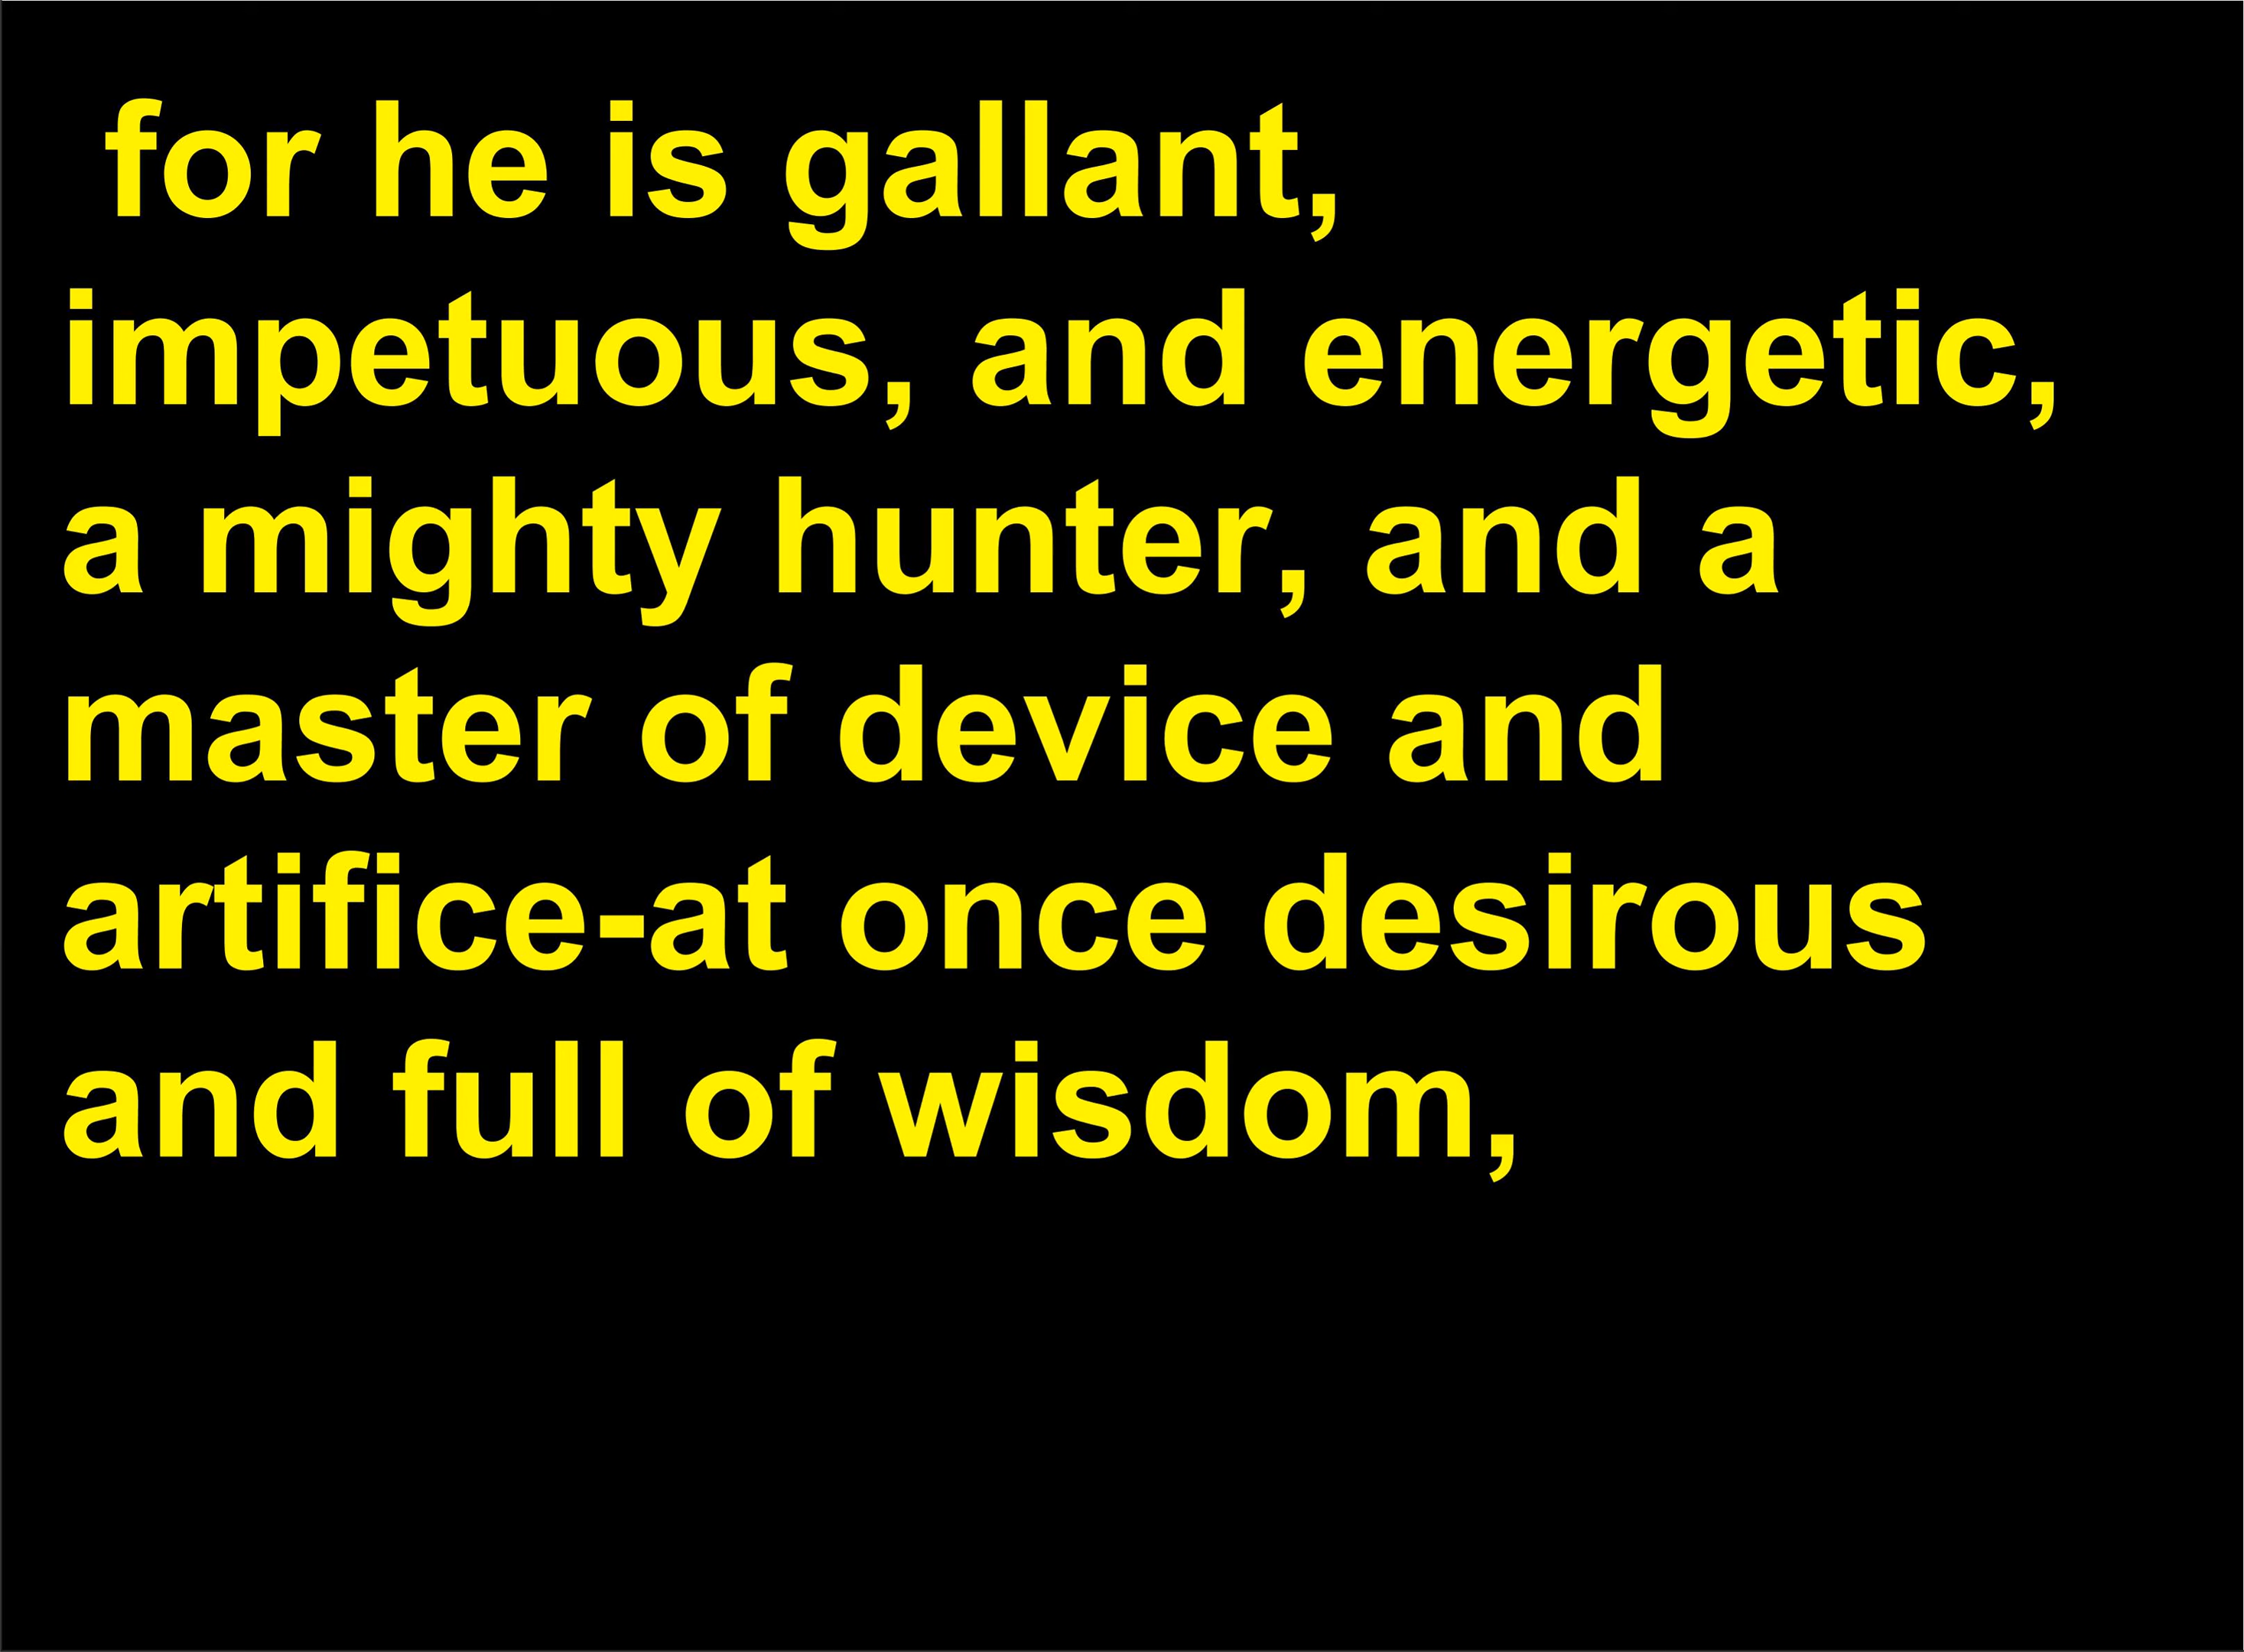 for he is gallant,
impetuous, and energetic,
a mighty hunter, and a
master of device and
artifice-at once desirous
and full of wisdom,